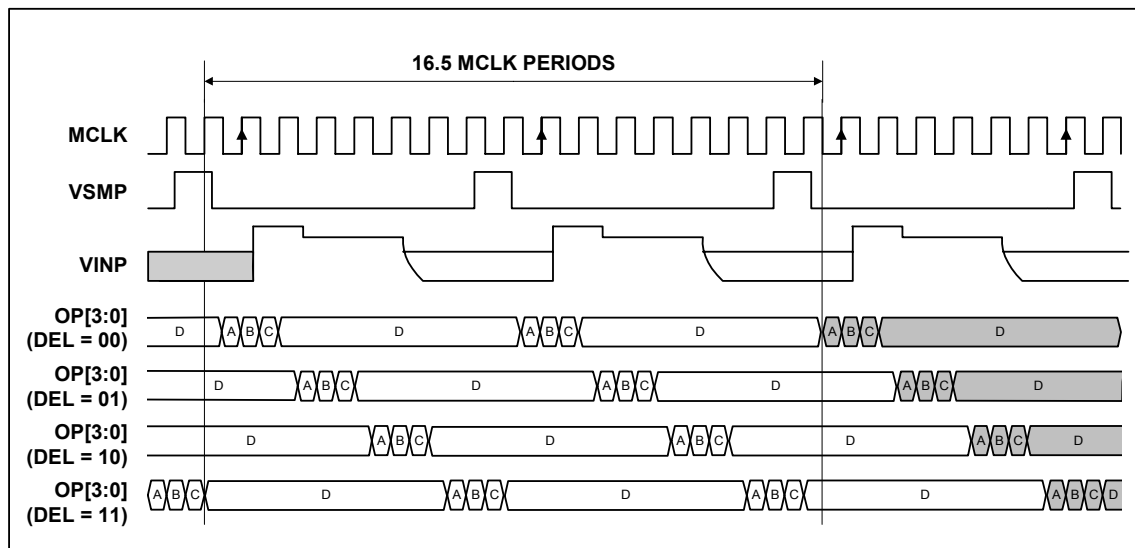 16.5 MCLK PERIODS
MCLK
VSMP
VINP
OP[3:0]
(DEL = 00)
D A B C D A B C D A B C D
OP[3:0]
(DEL = 01)
D A B C D A B C D A B C D
OP[3:0]
(DEL = 10)
D A B C D A B C D A B C D
OP[3:0]
(DEL = 11)
A B C D A B C D A B C D A B C D